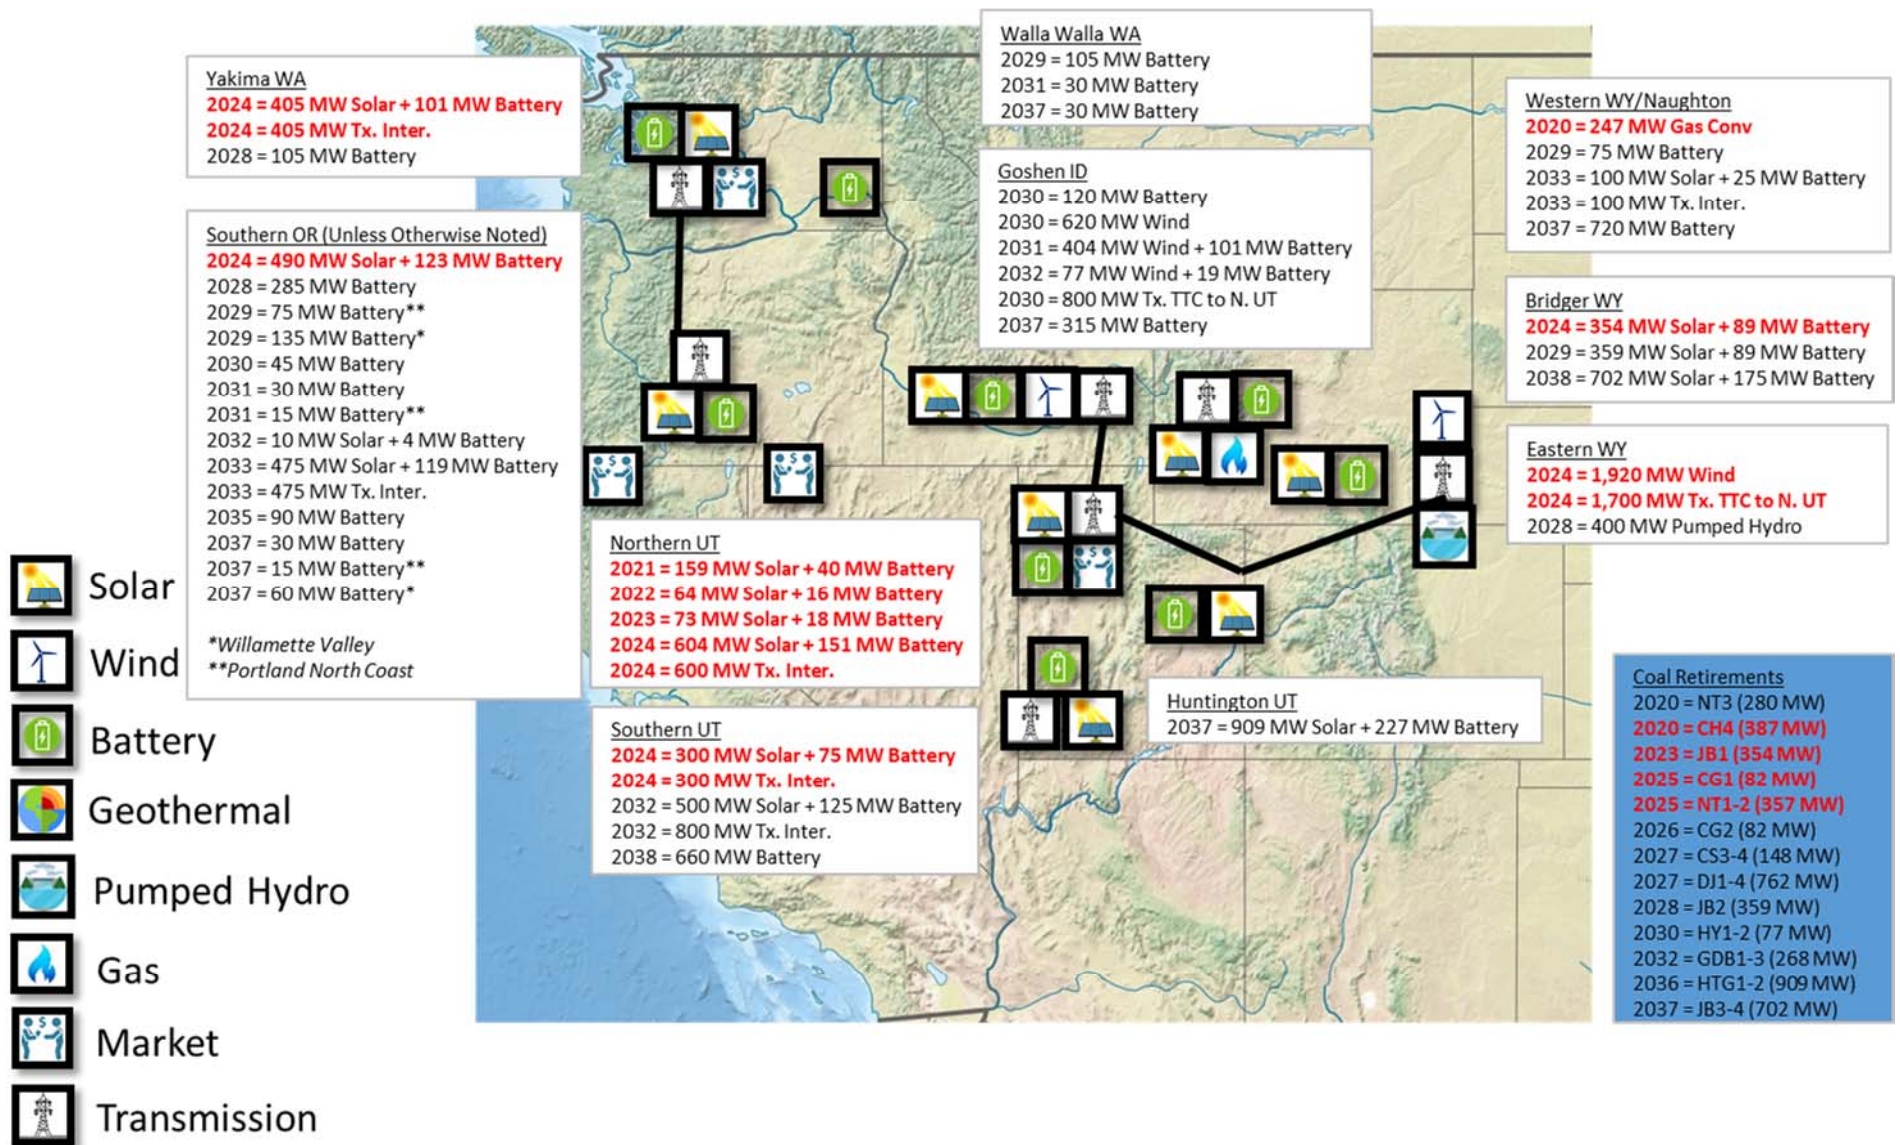 Yakima WA
2024 = 405 MW Solar + 101 MW Battery
2024 = 405 MW Tx. Inter.
2028 = 105 MW Battery
Southern OR (Unless Otherwise Noted)
2024 = 490 MW Solar + 123 MW Battery
2028 = 285 MW Battery
2029 = 75 MW Battery**
2029 = 135 MW Battery*
2030 = 45 MW Battery
2031 = 30 MW Battery
2031 = 15 MW Battery**
2032 = 10 MW Solar + 4 MW Battery
2033 = 475 MW Solar + 119 MW Battery
2033 = 475 MW Tx. Inter.
2035 = 90 MW Battery
2037 = 30 MW Battery
2037 = 15 MW Battery**
2037 = 60 MW Battery*
*Willamette Valley
**Portland North Coast
Walla Walla WA
2029 = 105 MW Battery
2031 = 30 MW Battery
2037 = 30 MW Battery
Goshen ID
2030 = 120 MW Battery
2030 = 620 MW Wind
2031 = 404 MW Wind + 101 MW Battery
2032 = 77 MW Wind + 19 MW Battery
2030 = 800 MW Tx. TTC to N. UT
2037 = 315 MW Battery
Western WY/Naughton
2020 = 247 MW Gas Conv
2029 = 75 MW Battery
2033 = 100 MW Solar + 25 MW Battery
2033 = 100 MW Tx. Inter.
2037 = 720 MW Battery
Bridger WY
2024 = 354 MW Solar + 89 MW Battery
2029 = 359 MW Solar + 89 MW Battery
2038 = 702 MW Solar + 175 MW Battery
Eastern WY
2024 = 1,920 MW Wind
2024 = 1,700 MW Tx. TTC to N. UT
2028 = 400 MW Pumped Hydro
Northern UT
2021 = 159 MW Solar + 40 MW Battery
2022 = 64 MW Solar + 16 MW Battery
2023 = 73 MW Solar + 18 MW Battery
2024 = 604 MW Solar + 151 MW Battery
2024 = 600 MW Tx. Inter.
Southern UT
2024 = 300 MW Solar + 75 MW Battery
2024 = 300 MW Tx. Inter.
2032 = 500 MW Solar + 125 MW Battery
2032 = 800 MW Tx. Inter.
2038 = 660 MW Battery
Huntington UT
2037 = 909 MW Solar + 227 MW Battery
Coal Retirements
2020 = NT3 (280 MW)
2020 = CH4 (387 MW)
2023 = JB1 (354 MW)
2025 = CG1 (82 MW)
2025 = NT1-2 (357 MW)
2026 = CG2 (82 MW)
2027 = CS3-4 (148 MW)
2027 = DJ1-4 (762 MW)
2028 = JB2 (359 MW)
2030 = HY1-2 (77 MW)
2032 = GDB1-3 (268 MW)
2036 = HTG1-2 (909 MW)
2037 = JB3-4 (702 MW)
Solar
Wind
Battery
Geothermal
Pumped Hydro
Gas
Market
Transmission